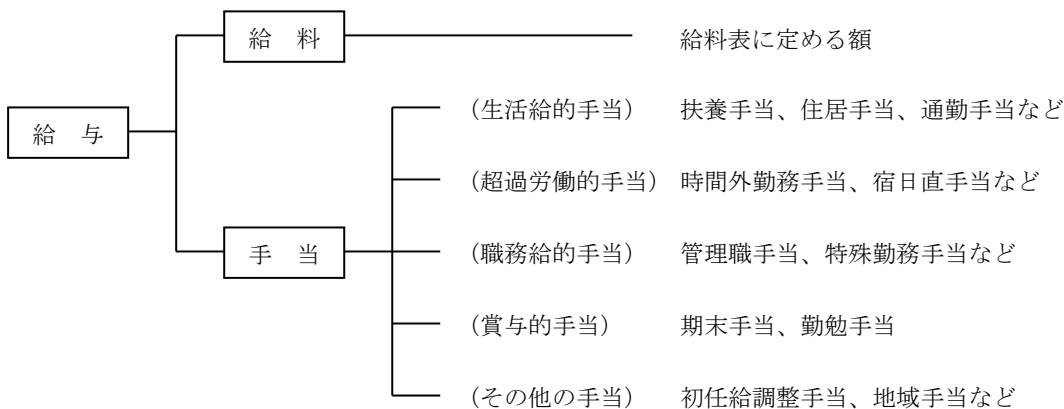 給　料
給料表に定める額
給　与
（生活給的手当）　扶養手当、住居手当、通勤手当など
（超過労働的手当）　時間外勤務手当、宿日直手当など
手　当
（職務給的手当）　管理職手当、特殊勤務手当など
（賞与的手当）　期末手当、勤勉手当
（その他の手当）　初任給調整手当、地域手当など